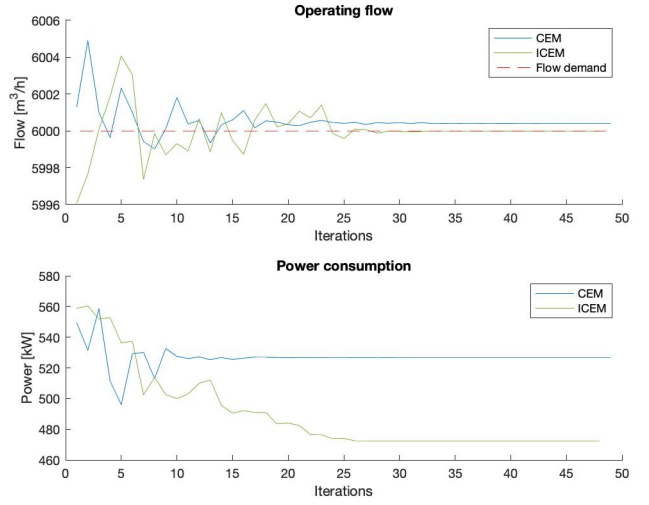 Operating flow
6006
6004
6002
6000
5998
5996
Flow [m³/h]
CEM
ICEM
Flow demand
0 5 10 15 20 25 30 35 40 45 50
Iterations
Power consumption
580
560
540
520
500
480
460
Power [kW]
CEM
ICEM
0 5 10 15 20 25 30 35 40 45 50
Iterations